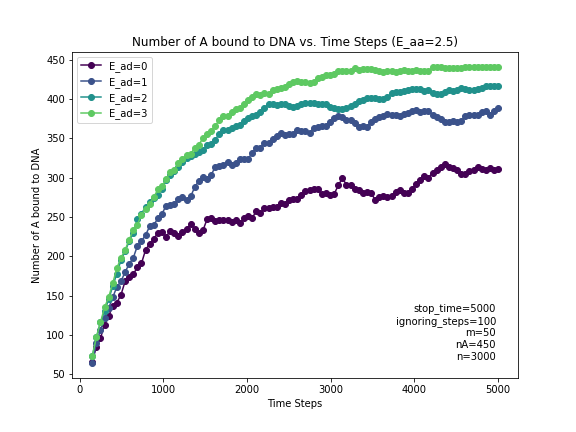 Number of A bound to DNA vs. Time Steps (E_aa=2.5)
E_ad=0
E_ad=1
E_ad=2
E_ad=3
450
400
350
300
250
200
150
100
50
Number of A bound to DNA
stop_time=5000
ignoring_steps=100
m=50
nA=450
n=3000
0
1000
2000
3000
4000
5000
Time Steps